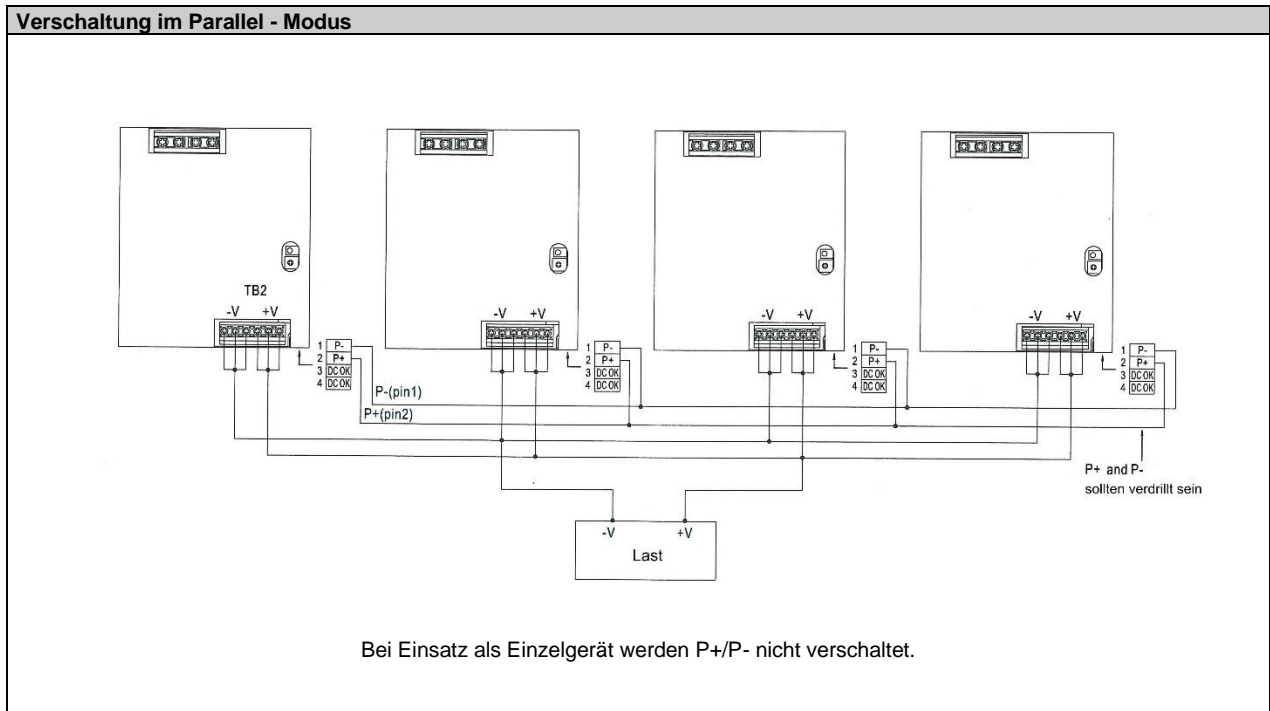 Verschaltung im Parallel - Modus
TB2
-V +V
-V +V
-V +V
-V +V
1 P-
2 P+
3 DC OK
4 DC OK
1 P-
2 P+
3 DC OK
4 DC OK
1 P-
2 P+
3 DC OK
4 DC OK
1 P-
2 P+
3 DC OK
4 DC OK
P-(pin1)
P+(pin2)
P+ and P-
sollten verdrillt sein
-V +V
Last
Bei Einsatz als Einzelgerät werden P+/P- nicht verschaltet.